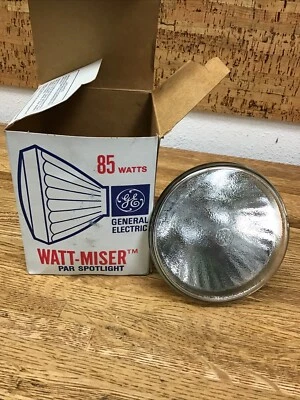 85 WATTS
GE
GENERAL
ELECTRIC
WATT-MISER™
PAR SPOTLIGHT